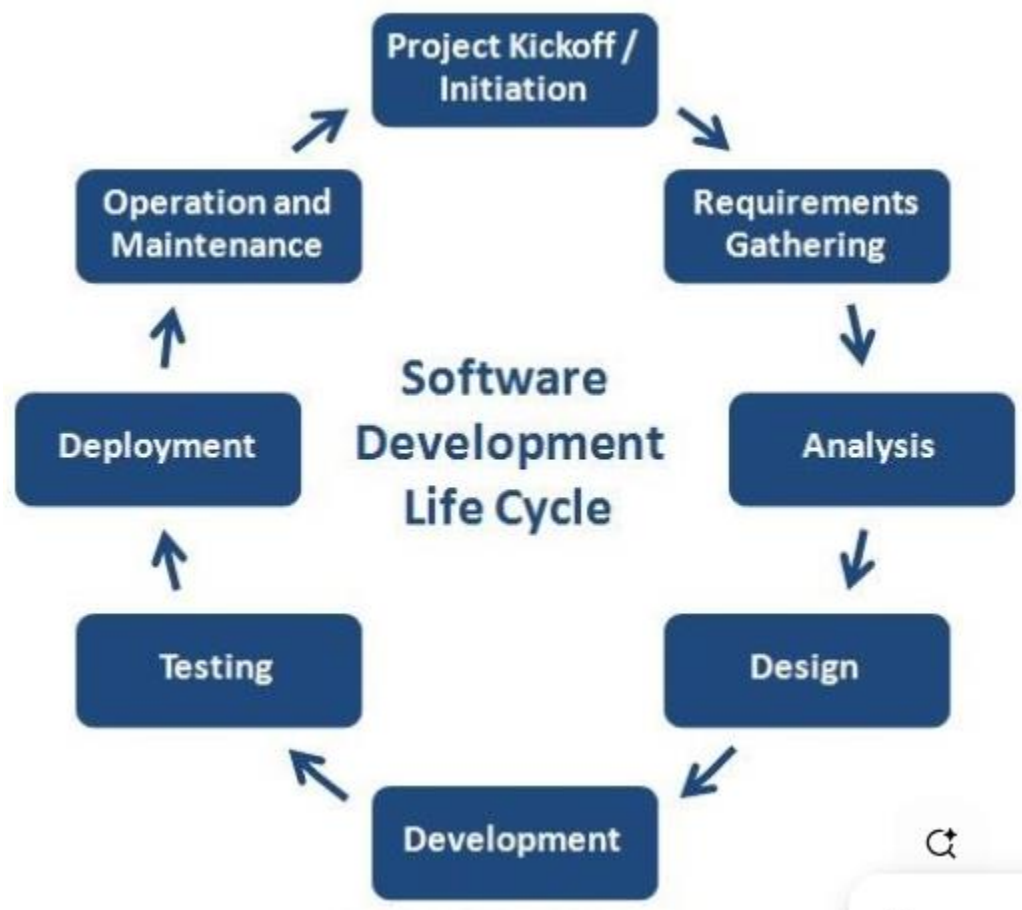 Project Kickoff /
Initiation
Requirements
Gathering
Analysis
Design
Development
Testing
Deployment
Operation and
Maintenance
Software
Development
Life Cycle